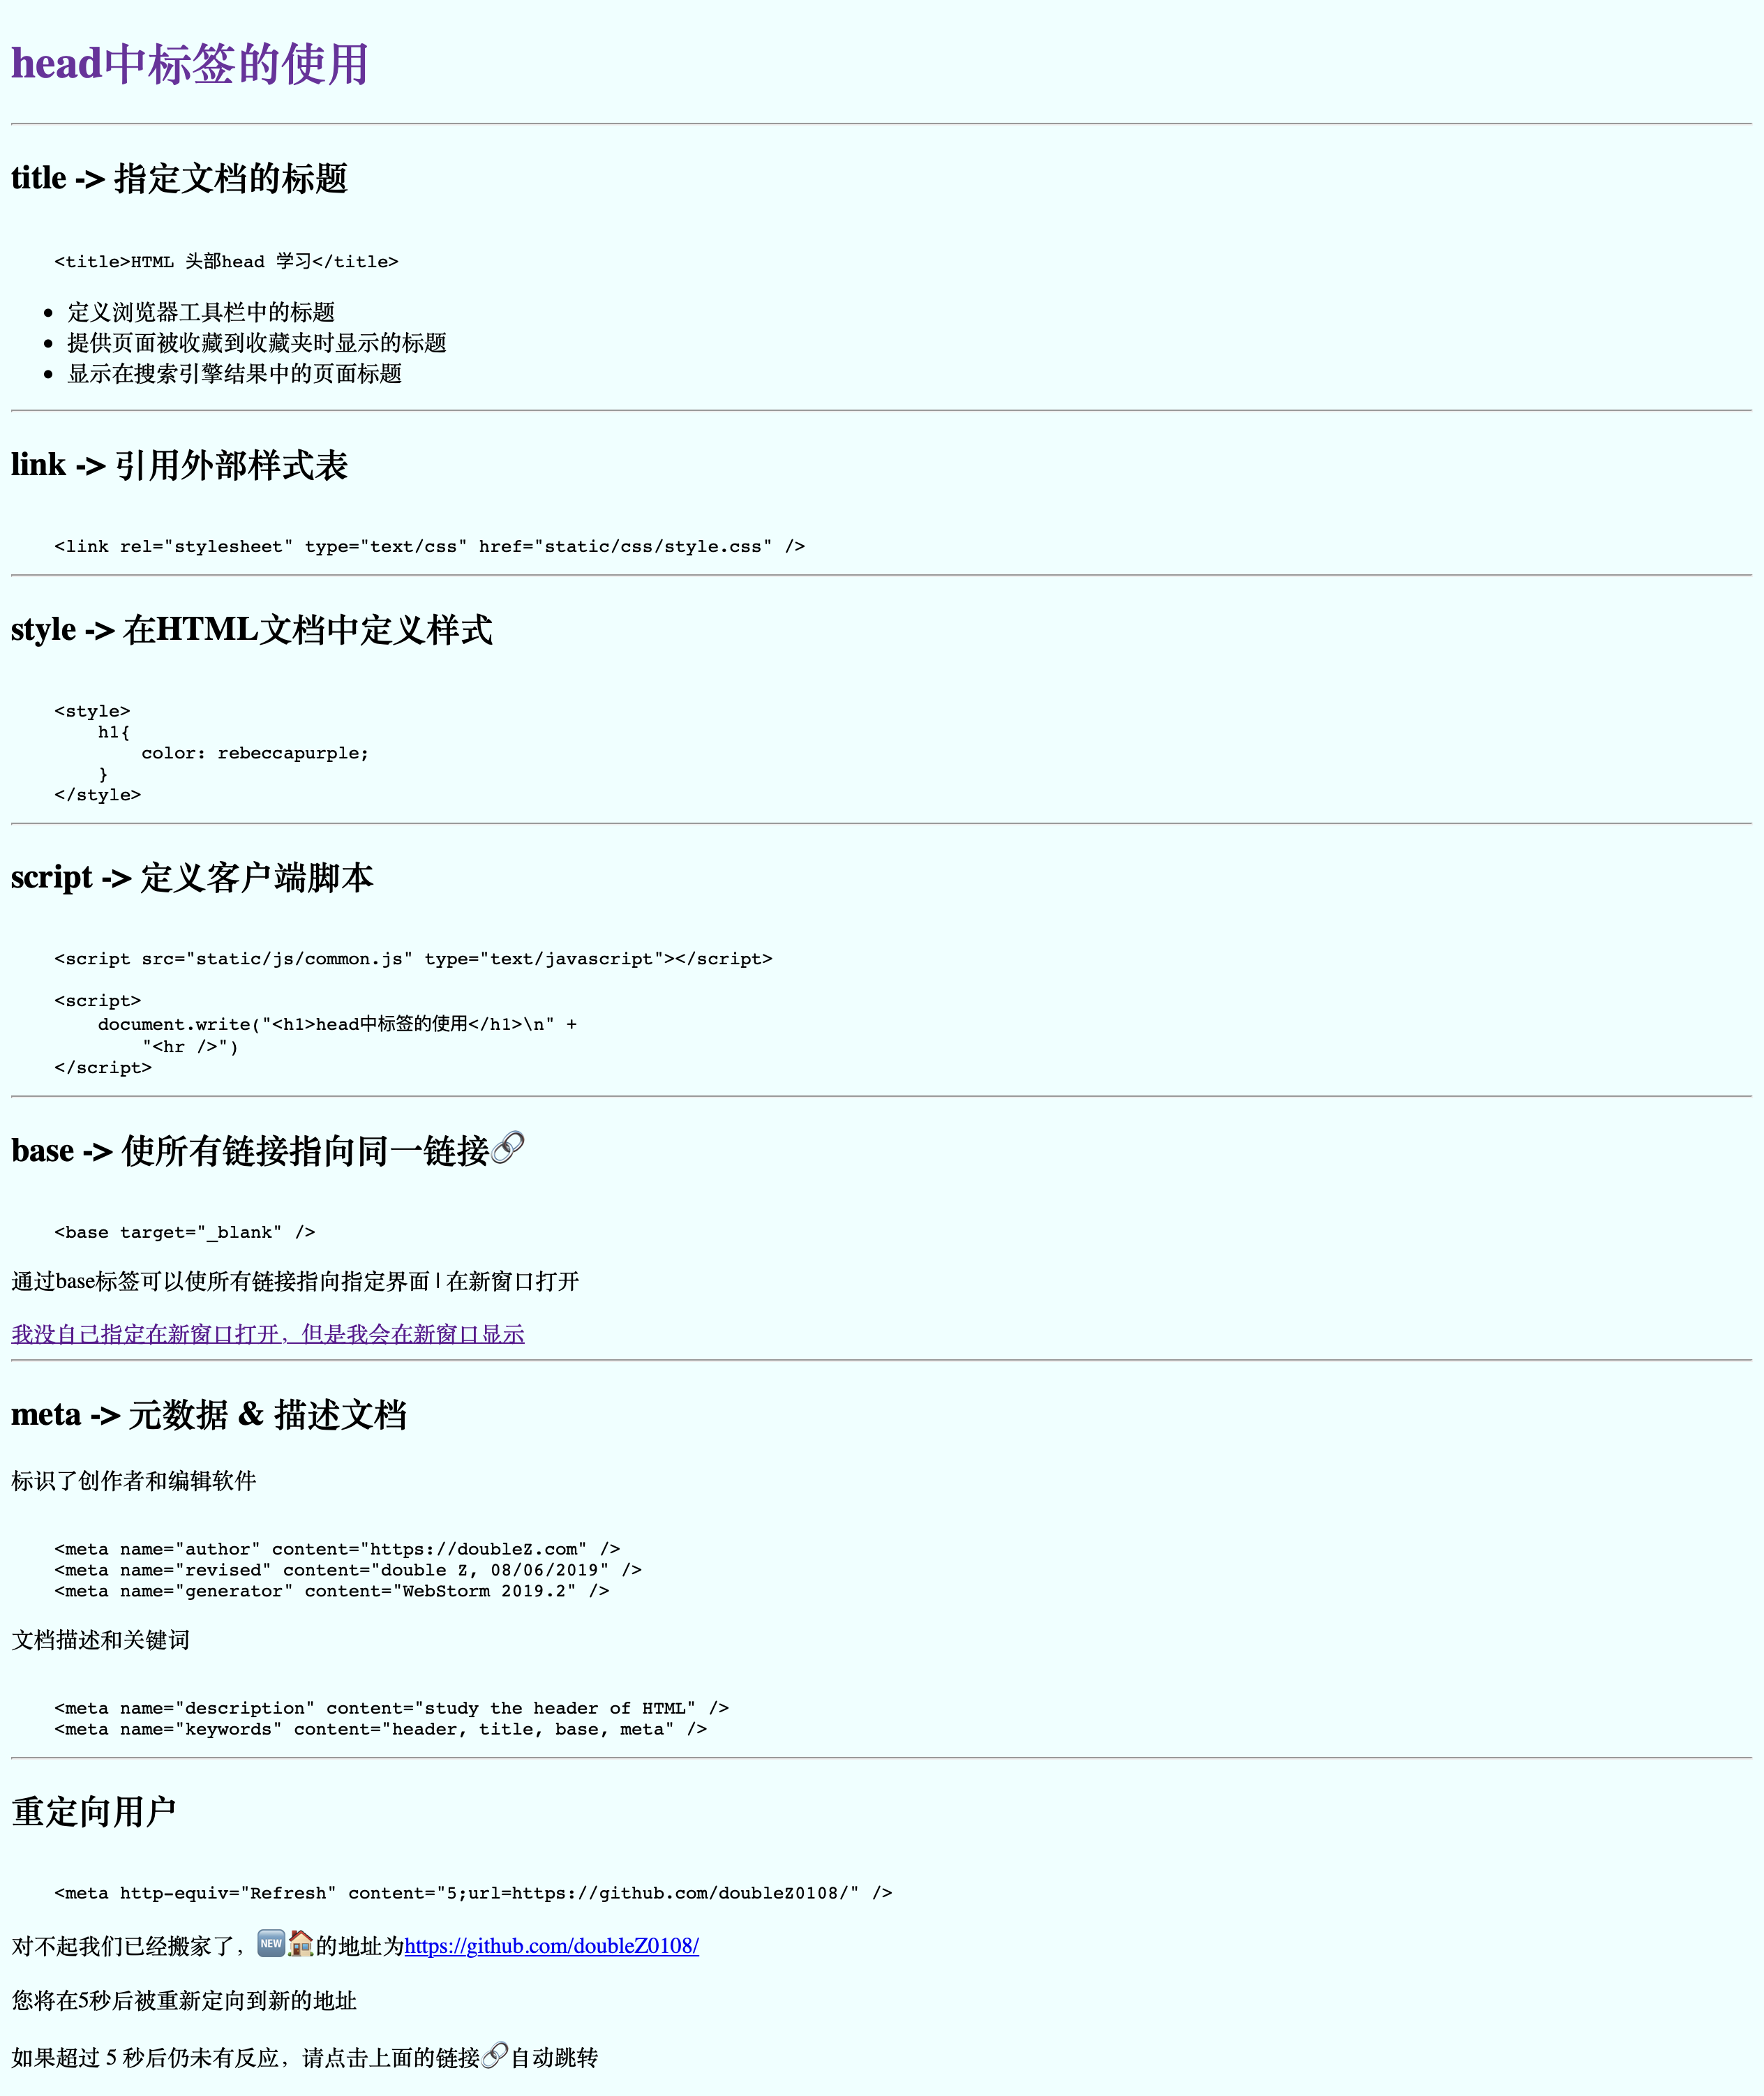 head中标签的使用
title -> 指定文档的标题
<title>HTML 头部head 学习</title>
定义浏览器工具栏中的标题
提供页面被收藏到收藏夹时显示的标题
显示在搜索引擎结果中的页面标题
link -> 引用外部样式表
<link rel="stylesheet" type="text/css" href="static/css/style.css" />
style -> 在HTML文档中定义样式
<style>
h1{
color: rebeccapurple;
}
</style>
script -> 定义客户端脚本
<script src="static/js/common.js" type="text/javascript"></script>
<script>
document.write("<h1>head中标签的使用</h1>\n" +
"<hr />")
</script>
base -> 使所有链接指向同一链接🔗
<base target="_blank" />
通过base标签可以使所有链接指向指定界面 | 在新窗口打开
我没自己指定在新窗口打开，但是我会在新窗口显示
meta -> 元数据 & 描述文档
标识了创作者和编辑软件
<meta name="author" content="https://doubleZ.com" />
<meta name="revised" content="double Z, 08/06/2019" />
<meta name="generator" content="WebStorm 2019.2" />
文档描述和关键词
<meta name="description" content="study the header of HTML" />
<meta name="keywords" content="header, title, base, meta" />
重定向用户
<meta http-equiv="Refresh" content="5;url=https://github.com/doubleZ0108/" />
对不起我们已经搬家了，🆕🏠的地址为https://github.com/doubleZ0108/
您将在5秒后被重新定向到新的地址
如果超过 5 秒后仍未有反应，请点击上面的链接🔗自动跳转